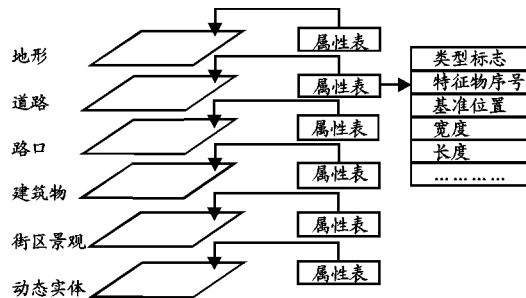 地形
属性表
道路
属性表
路口
属性表
建筑物
属性表
街区景观
属性表
动态实体
属性表
类型标志
特征物序号
基准位置
宽度
长度
………